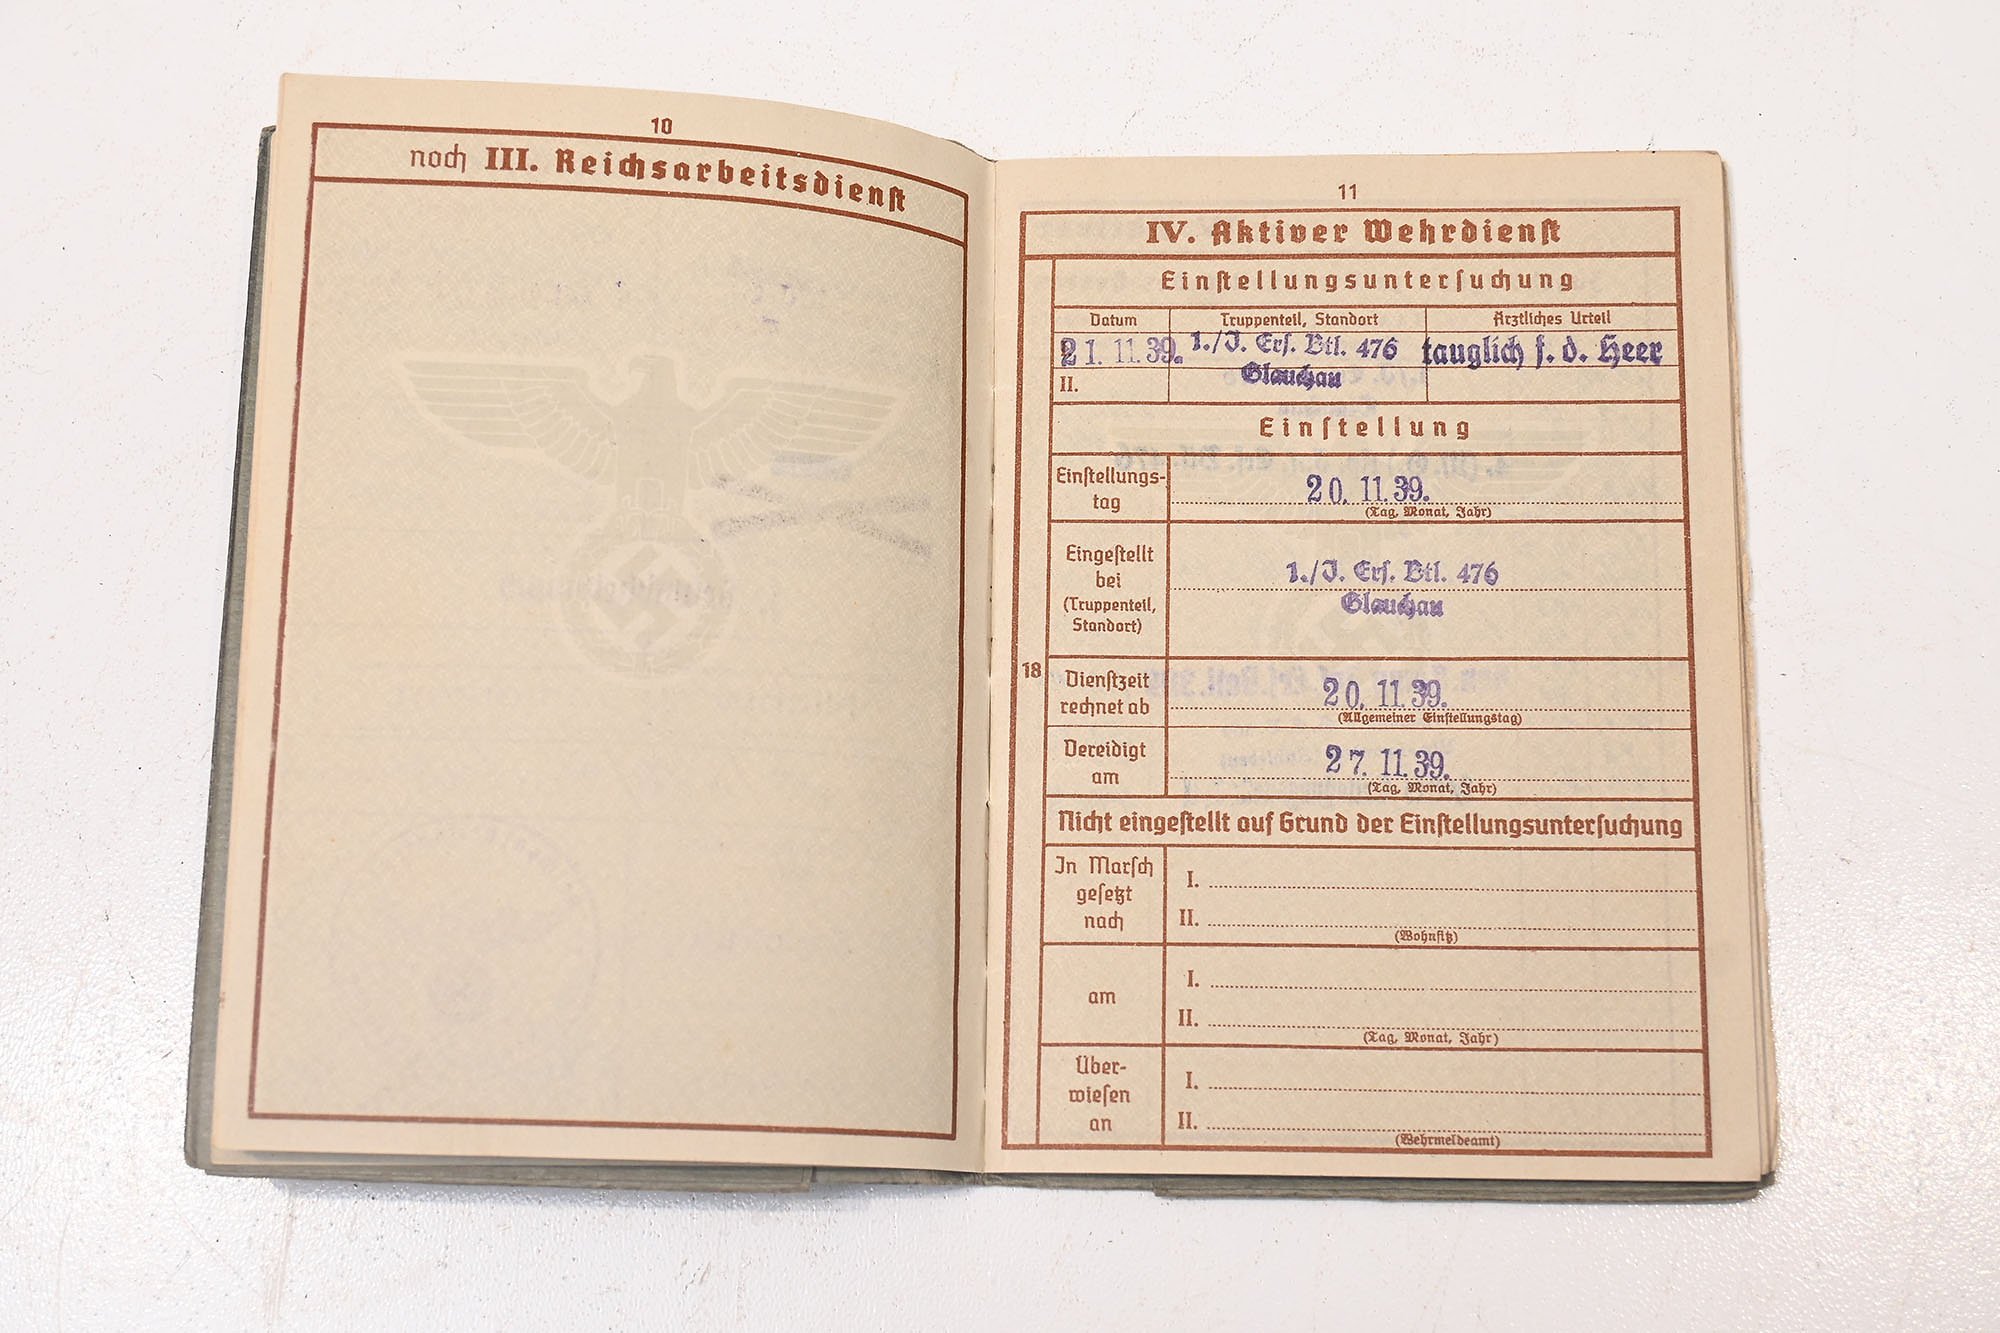 10
noch III. Reichsarbeitsdienst
11
IV. Aktiver Wehrdienst
Einstellungsuntersuchung
Datum Truppenteil, Standort Ärztliches Urteil
21. 11. 39. 1./J. Ers. Btl. 476 tauglich f. d. Heer
II. Glauchau
Einstellung
Einstellungs-
tag
20. 11. 39.
(Tag, Monat, Jahr)
Eingestellt
bei
(Truppenteil,
Standort)
1./J. Ers. Btl. 476
Glauchau
18
Dienstzeit
rechnet ab
20. 11. 39.
(Allgemeiner Einstellungstag)
Vereidigt
am
27. 11. 39.
(Tag, Monat, Jahr)
Nicht eingestellt auf Grund der Einstellungsuntersuchung
In Marsch
gesetzt
nach
I.
II.
(Wohnsitz)
am
I.
II.
(Tag, Monat, Jahr)
Über-
wiesen
an
I.
II.
(Wehrmeldeamt)